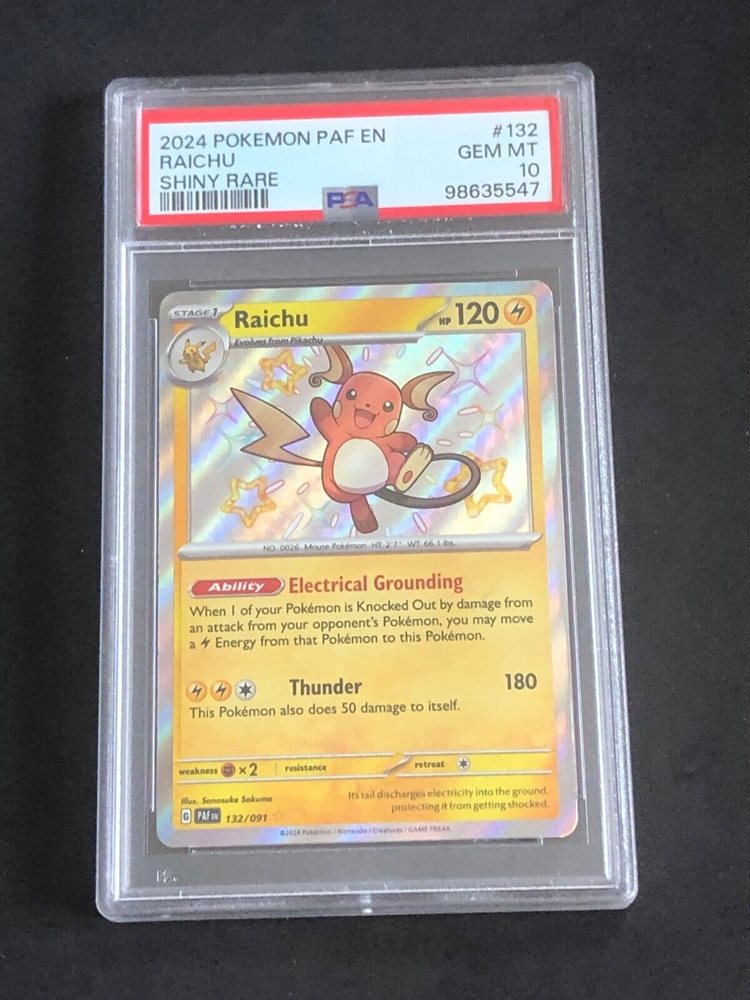 2024 POKEMON PAF EN #132
RAICHU GEM MT
SHINY RARE 10
PSA 98635547
STAGE 1 Raichu HP 120
Evolves from Pikachu
NO. 0026 Mouse Pokémon HT: 2'7" WT: 66.1 lbs.
Ability Electrical Grounding
When 1 of your Pokémon is Knocked Out by damage from
an attack from your opponent's Pokémon, you may move
a Energy from that Pokémon to this Pokémon.
Thunder 180
This Pokémon also does 50 damage to itself.
weakness ×2 resistance retreat
Illus. Sanosuke Sakuma
Its tail discharges electricity into the ground,
protecting it from getting shocked.
G PAF EN 132/091
©2024 Pokémon / Nintendo / Creatures / GAME FREAK